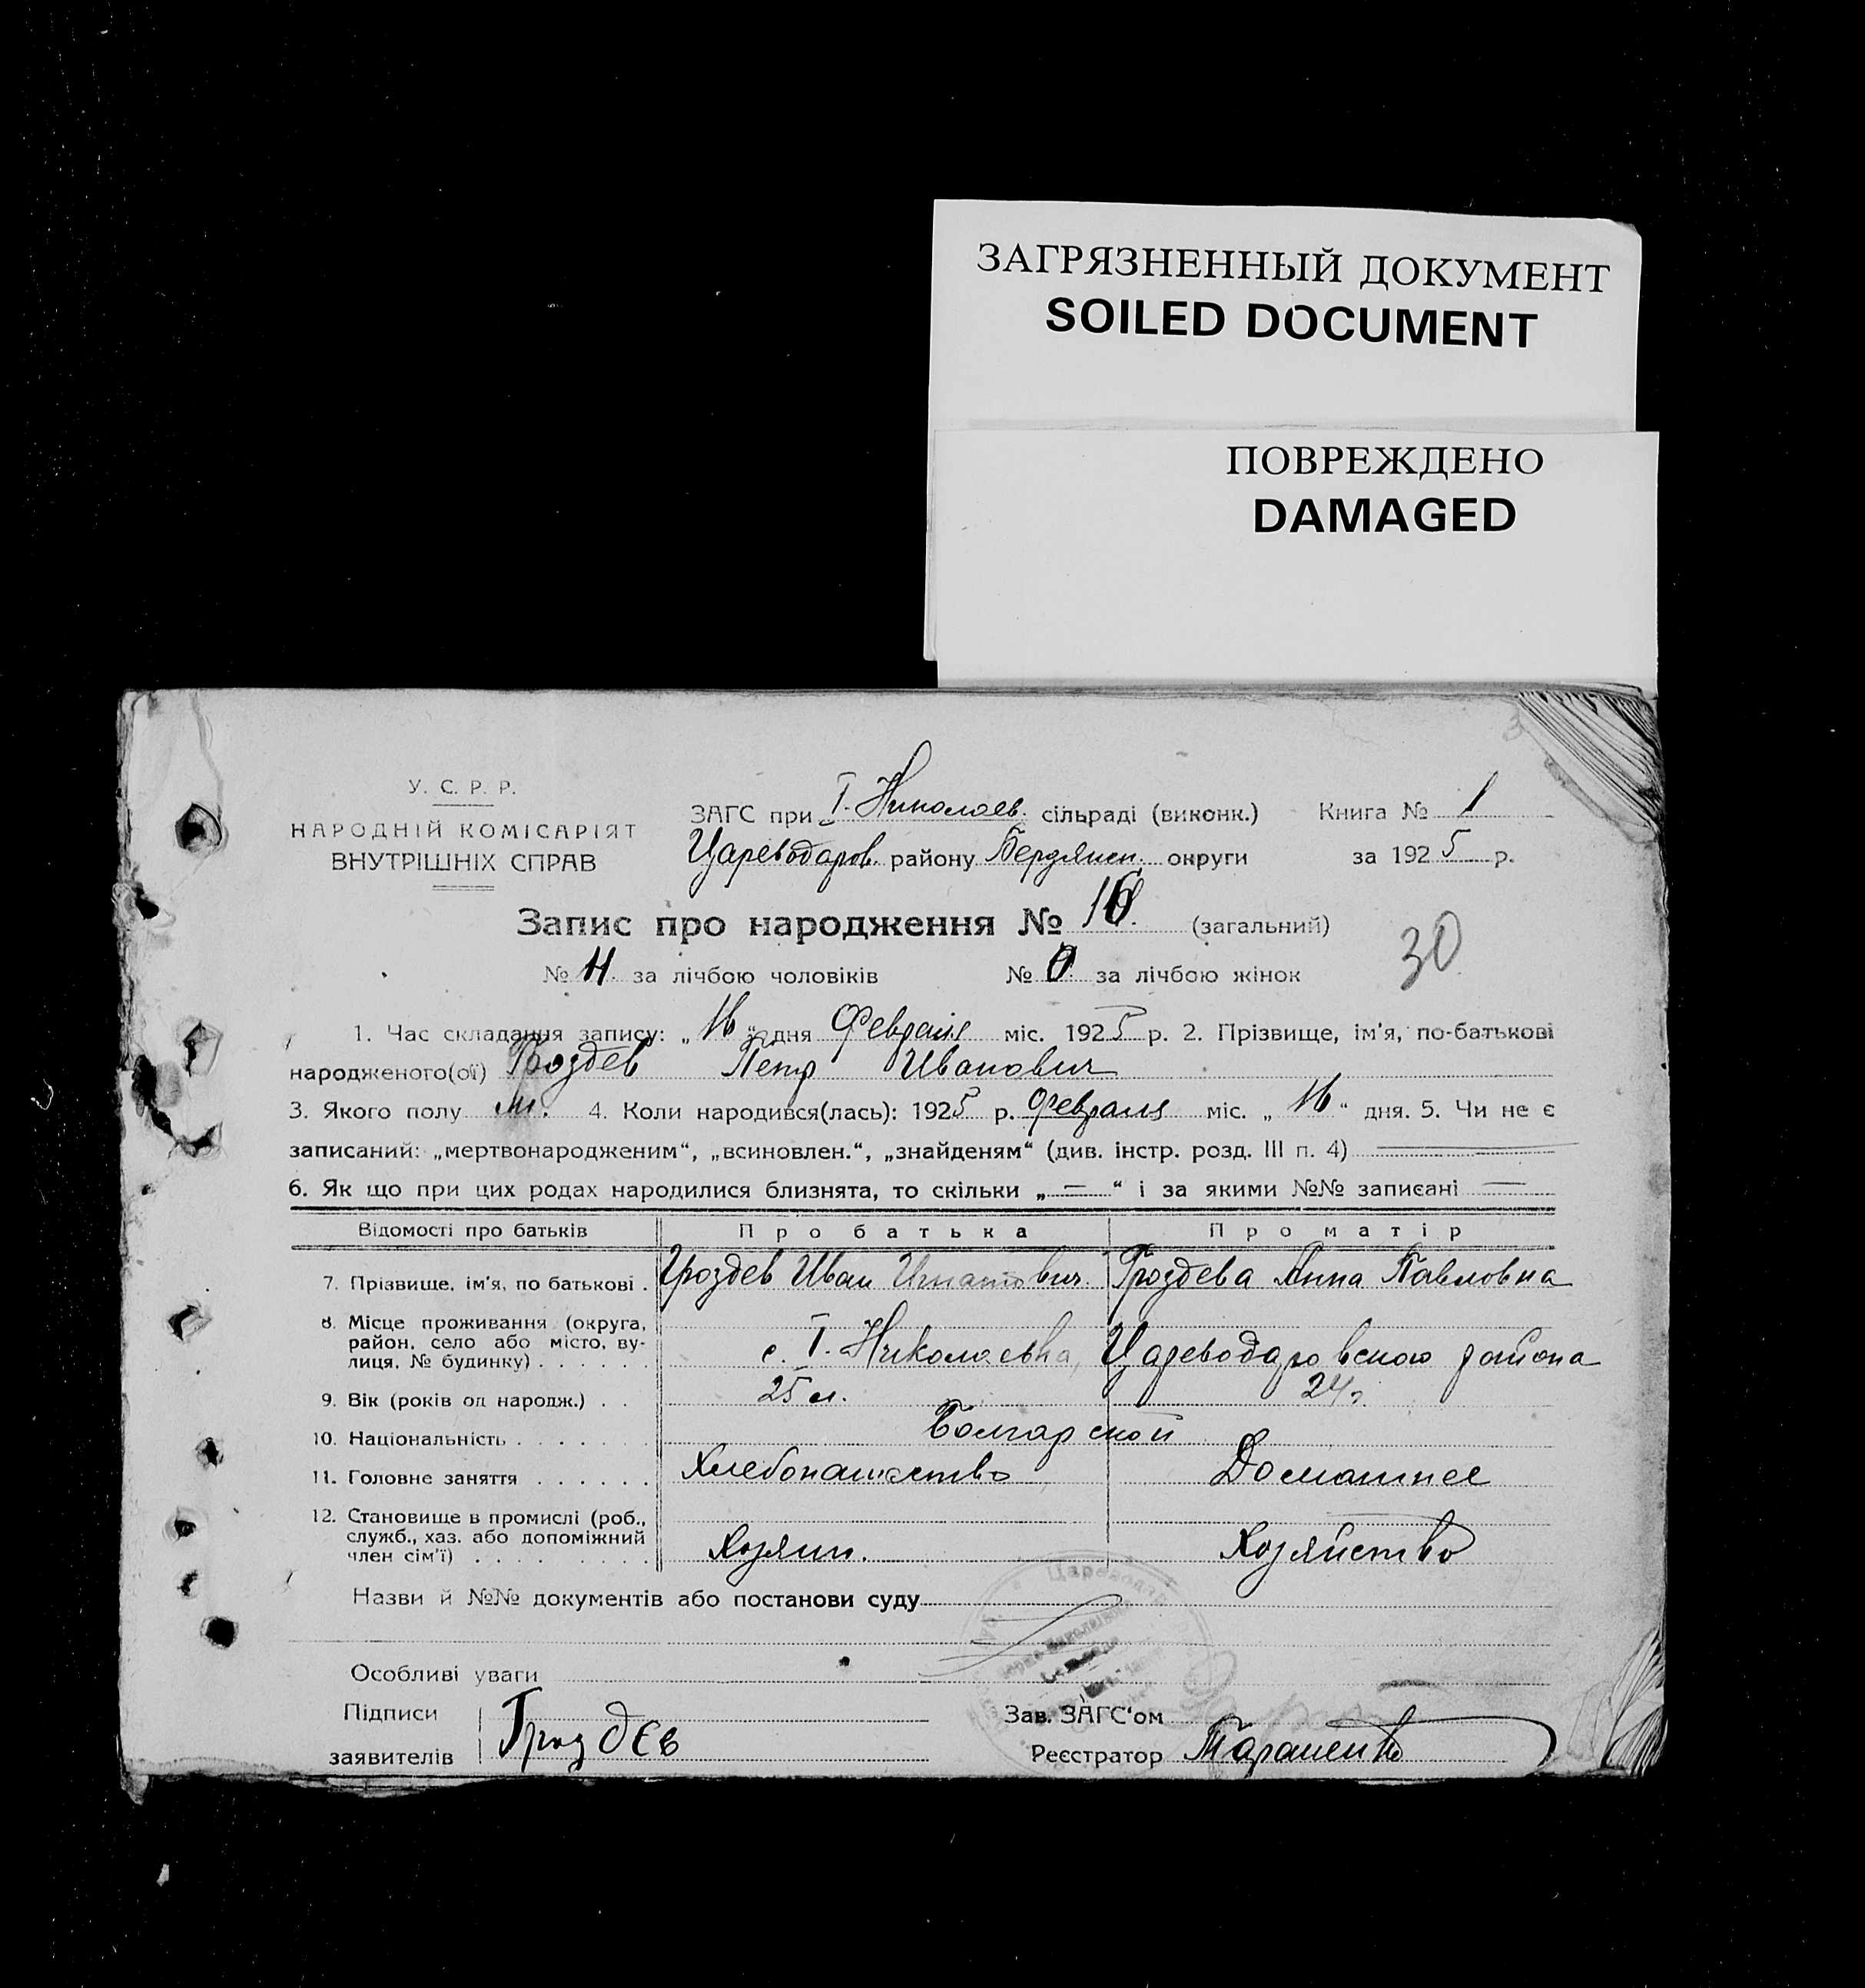 ЗАГРЯЗНЕННЫЙ ДОКУМЕНТ
SOILED DOCUMENT
ПОВРЕЖДЕНО
DAMAGED
У. С. Р. Р.
НАРОДНІЙ КОМІСАРІЯТ
ВНУТРІШНІХ СПРАВ
ЗАГС при І. Николаев. сільраді (виконк.) Книга № 1
Цареводаров. району Бердянск. округи за 1925 р.
Запис про народження № (загальний)
30
№ за лічбою чоловіків № за лічбою жінок
1. Час складання запису: „16“ дня Февраля міс. 1925 р. 2. Прізвище, ім'я, по-батькові
народженого(ої) Гроздев Петр Иванович
3. Якого полу м. 4. Коли народився(лась): 1925 р. Февраля міс. „16“ дня. 5. Чи не є
записаний: „мертвонародженим“, „всиновлен.“, „знайденям“ (див. інстр. розд. III п. 4)
6. Як що при цих родах народилися близнята, то скільки „—“ і за якими №№ записані —
Відомості про батьків Про батька Про матір
7. Прізвище, ім'я, по батькові . Гроздев Иван Игнатович Гроздева Анна Павловна
8. Місце проживання (округа,
район, село або місто, ву-
лиця, № будинку) . . . . . . с. І. Николаевка, Цареводаровского района
9. Вік (років од народж.) . . 25 л. 24 г.
10. Національність . . . . . . . Болгарской
11. Головне заняття . . . . . . Хлебопашество Домашнее
12. Становище в промислі (роб.,
служб., хаз. або допоміжний
член сім'ї) . . . . . . . . . Хозяин. Хозяйство
Назви й №№ документів або постанови суду
Особливі уваги
Підписи
заявителів Гроздев
Зав. ЗАГС'ом
Реєстратор Тараненко